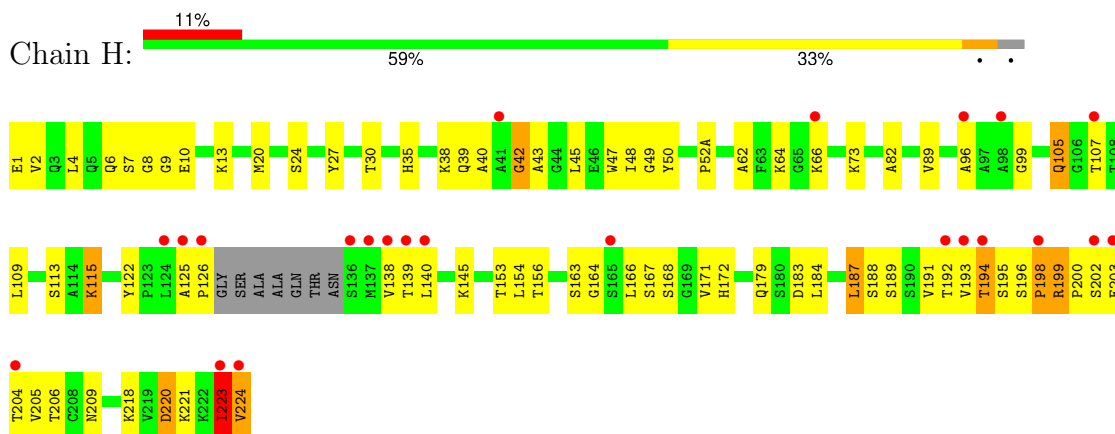 11%
Chain H:
59% 33% • •
E1 V2 Q3 L4 Q5 Q6 S7 G8 G9 E10 K13 M20 S24 Y27 T30 H35 K38 Q39 A40 A41 G42 A43 G44 L45 E46 W47 I48 G49 Y50 P52A A62 F63 K64 G65 K66 K73 A82 V89 A96 A97 A98 G99 Q105 G106 T107 T108
L109 S113 A114 K115 Y122 P123 L124 A125 P126 GLY SER ALA ALA GLN THR ASN S136 M137 V138 T139 L140 K145 T153 L154 T156 S163 G164 S165 L166 S167 S168 G169 V171 H172 Q179 S180 D183 L184 L187 S188 S189 S190 V191 T192 V193 T194 S195 S196 P198 R199 P200 S202 E203
T204 V205 T206 C208 N209 K218 V219 D220 K221 K222 I223 V224